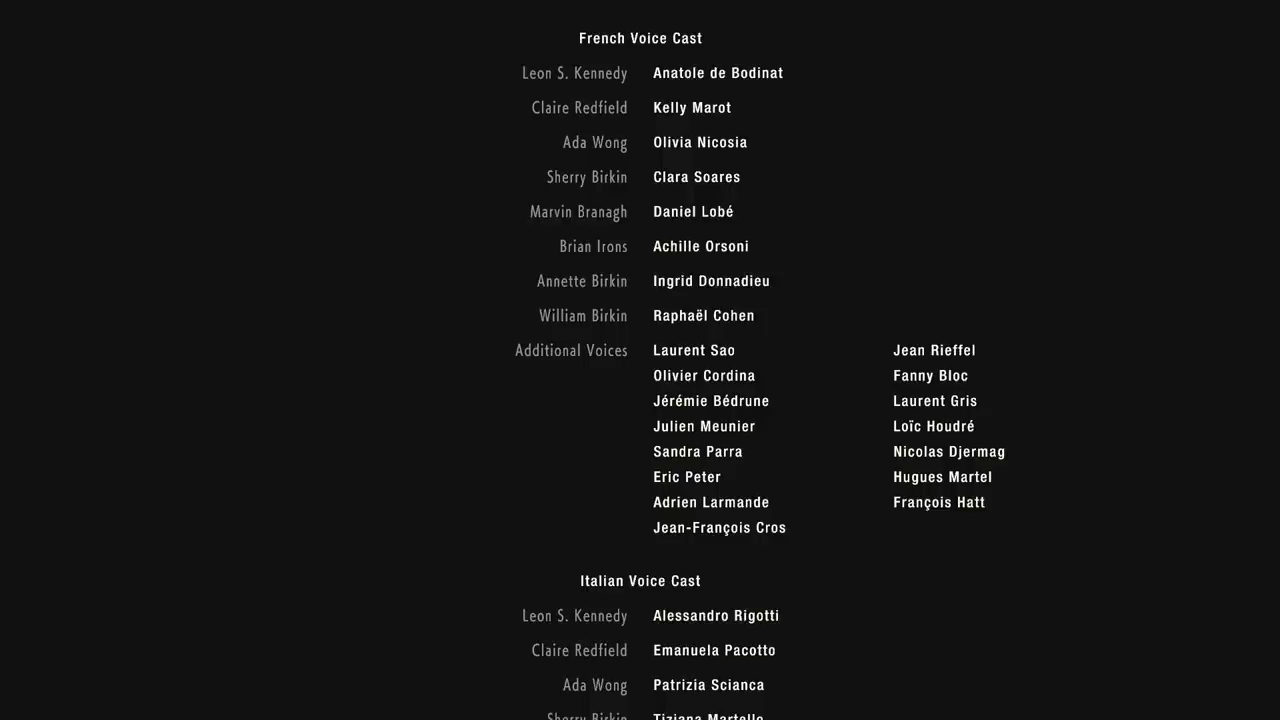 French Voice Cast
Leon S. Kennedy Anatole de Bodinat
Claire Redfield Kelly Marot
Ada Wong Olivia Nicosia
Sherry Birkin Clara Soares
Marvin Branagh Daniel Lobé
Brian Irons Achille Orsoni
Annette Birkin Ingrid Donnadieu
William Birkin Raphaël Cohen
Additional Voices Laurent Sao Jean Rieffel
Olivier Cordina Fanny Bloc
Jérémie Bédrune Laurent Gris
Julien Meunier Loïc Houdré
Sandra Parra Nicolas Djermag
Eric Peter Hugues Martel
Adrien Larmande François Hatt
Jean-François Cros
Italian Voice Cast
Leon S. Kennedy Alessandro Rigotti
Claire Redfield Emanuela Pacotto
Ada Wong Patrizia Scianca
Sherry Birkin Tiziana Martello